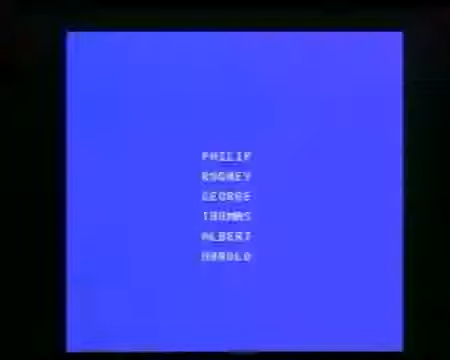 PHILIP
RODNEY
GEORGE
THOMAS
ALBERT
HAROLD